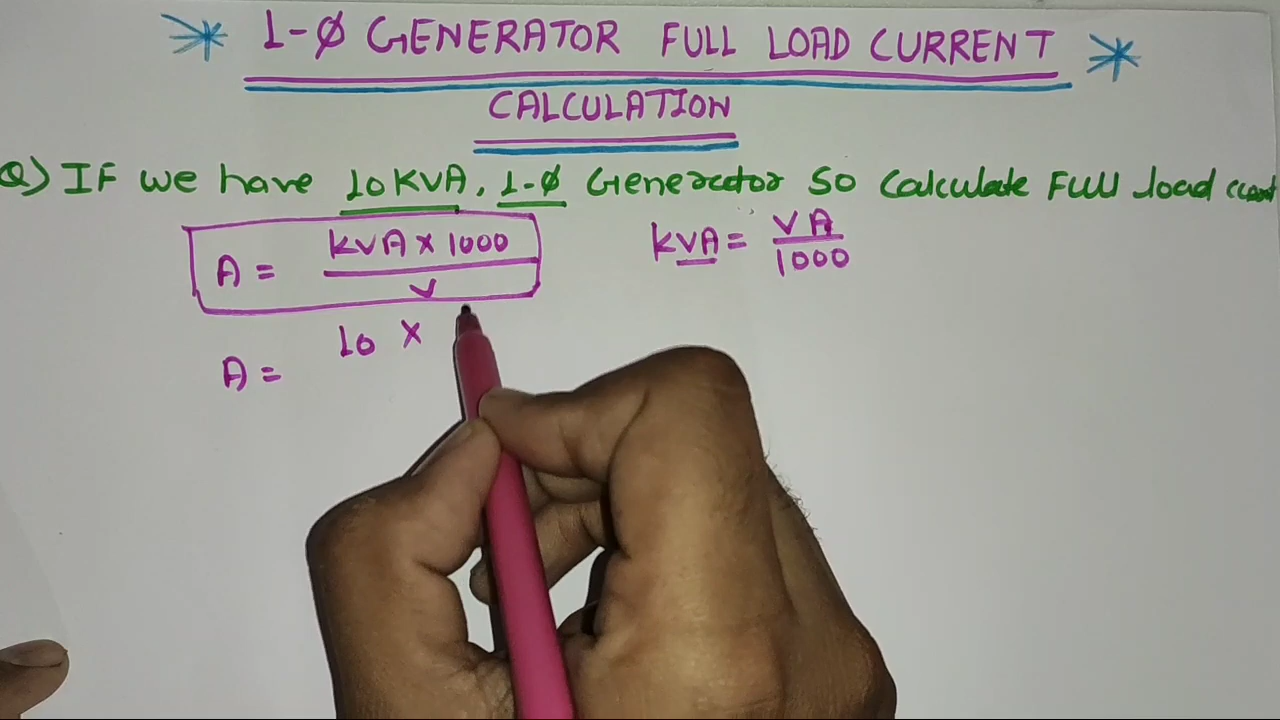 * 1-Ø GENERATOR FULL LOAD CURRENT *
CALCULATION
Q) IF we have 10 KVA, 1-Ø Generator So Calculate Full load
A = KVA × 1000 / V
KVA = VA / 1000
A = 10 ×